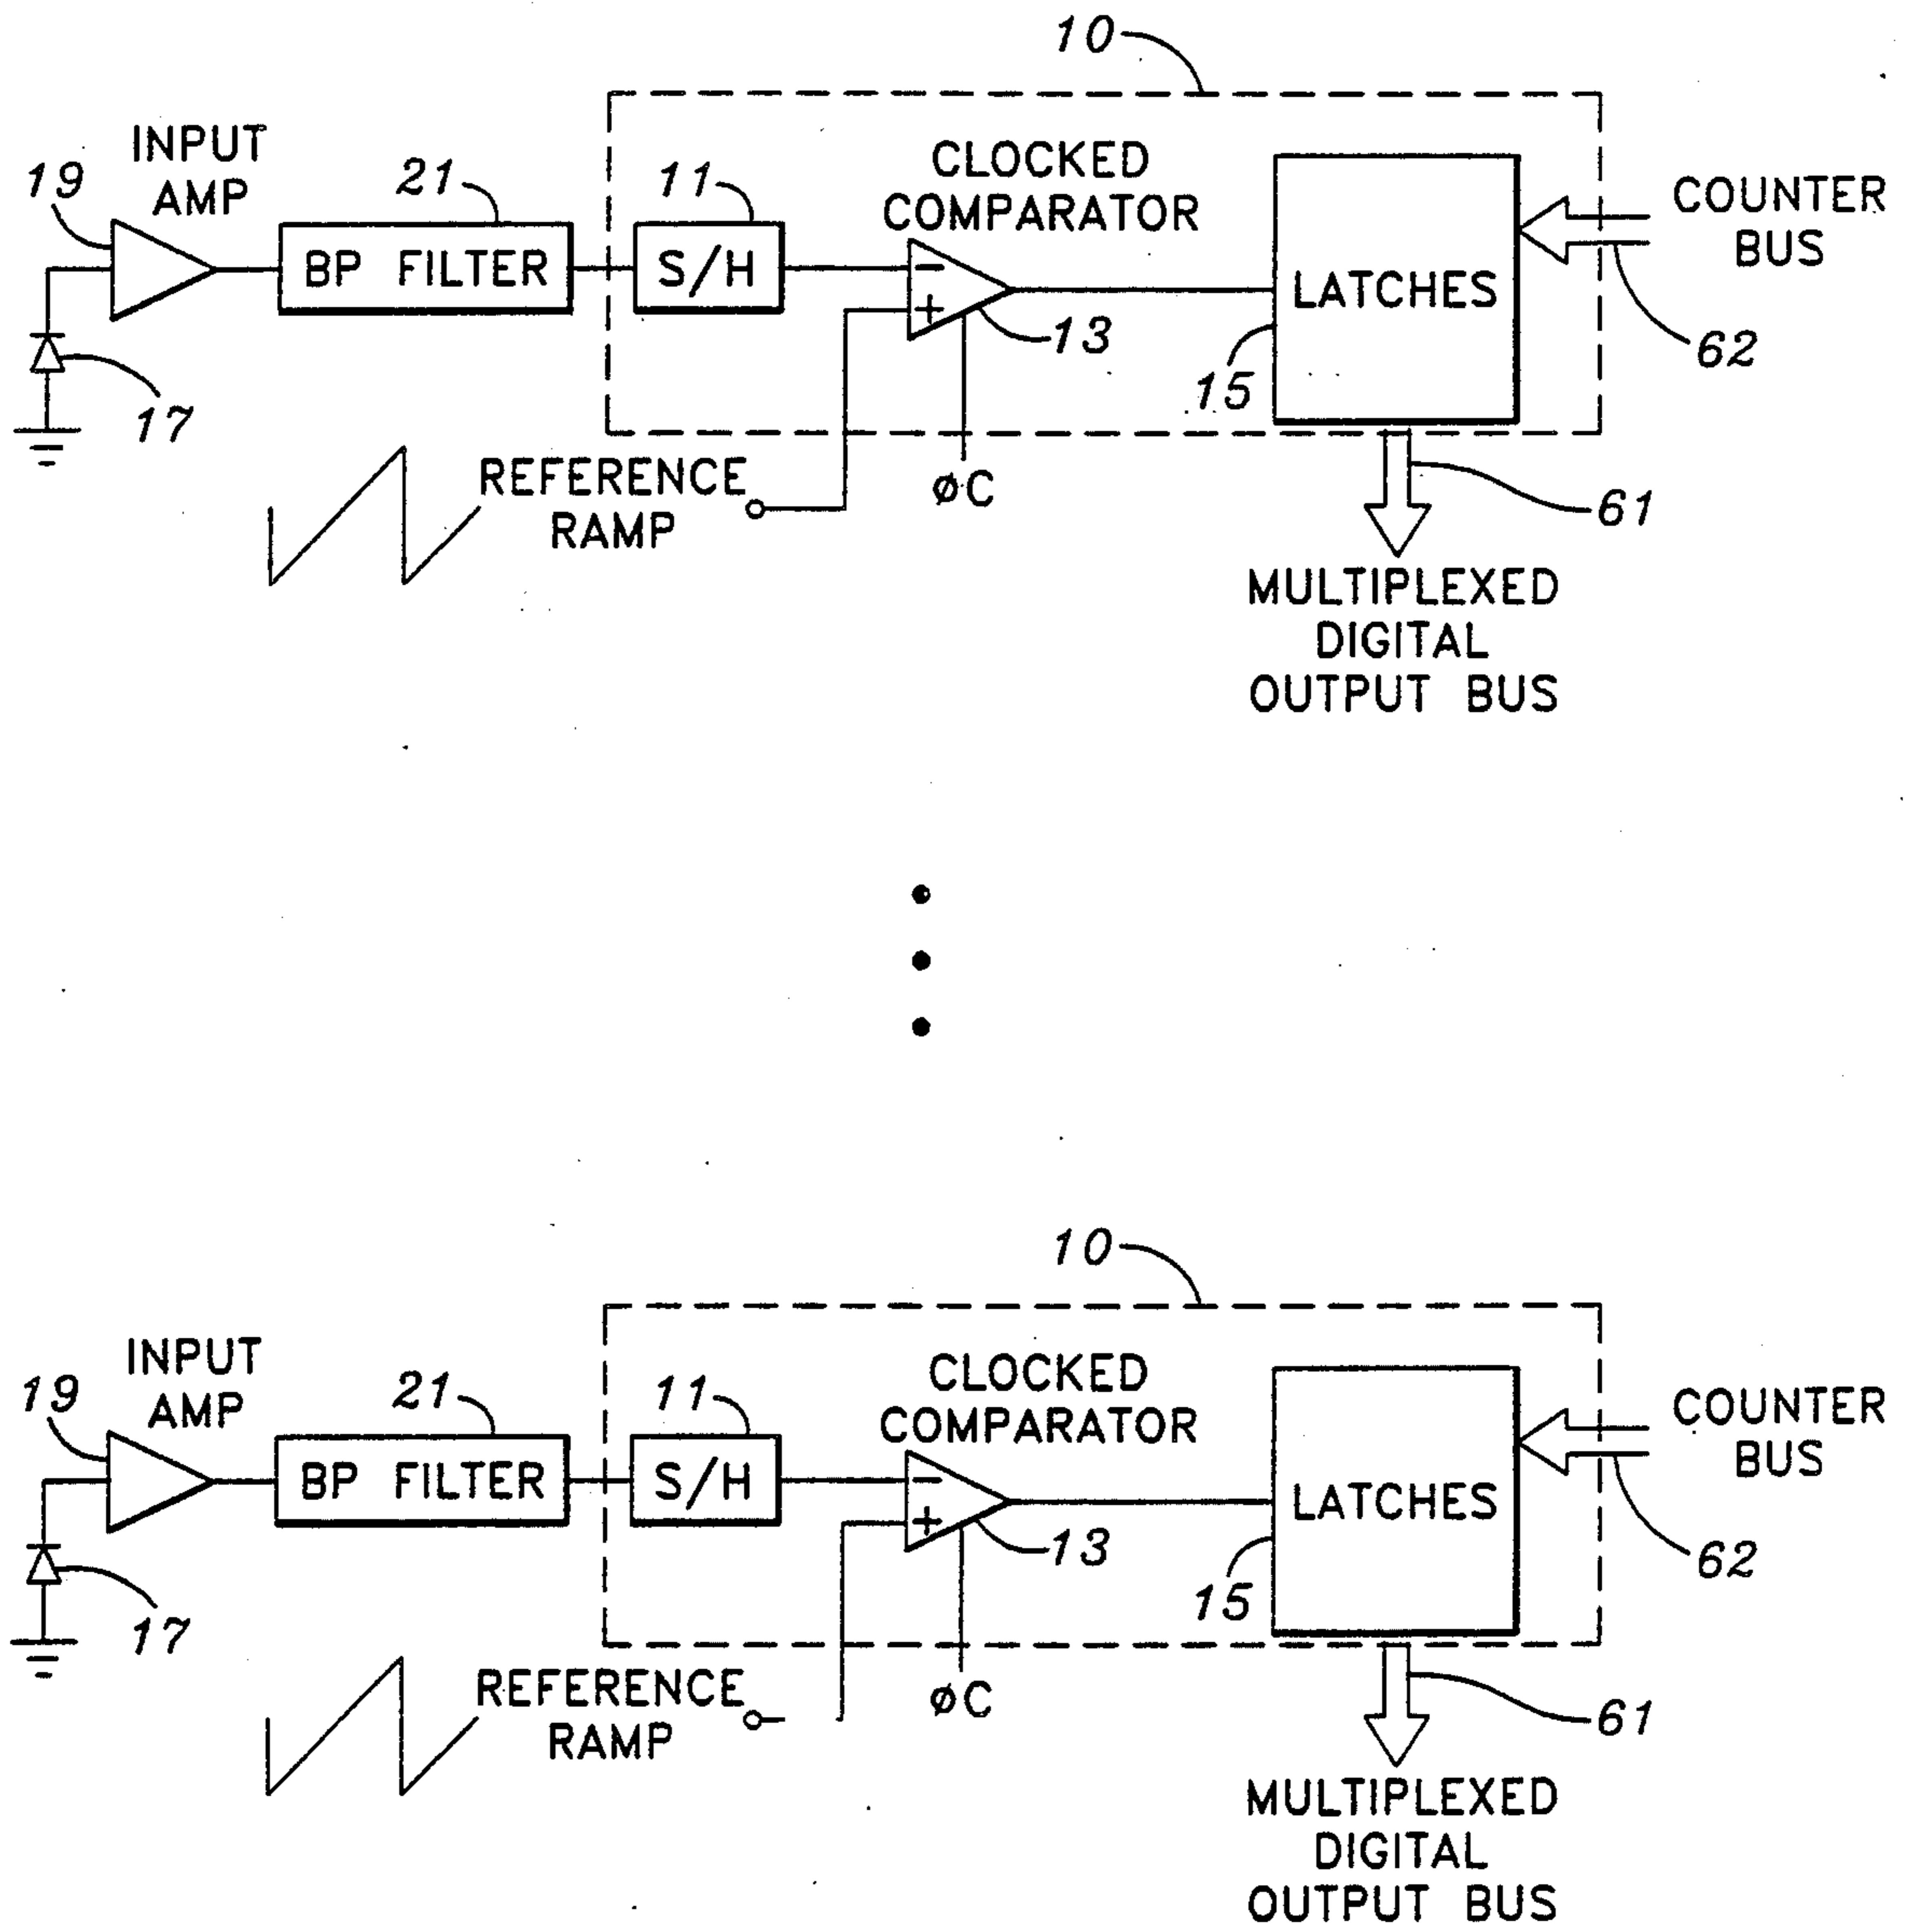 10
INPUT
AMP
19
21
11
CLOCKED
COMPARATOR
COUNTER
BUS
BP FILTER
S/H
−
+
LATCHES
13
62
17
15
REFERENCE
RAMP
øC
61
MULTIPLEXED
DIGITAL
OUTPUT BUS
10
INPUT
AMP
19
21
11
CLOCKED
COMPARATOR
COUNTER
BUS
BP FILTER
S/H
−
+
LATCHES
13
62
17
15
REFERENCE
RAMP
øC
61
MULTIPLEXED
DIGITAL
OUTPUT BUS